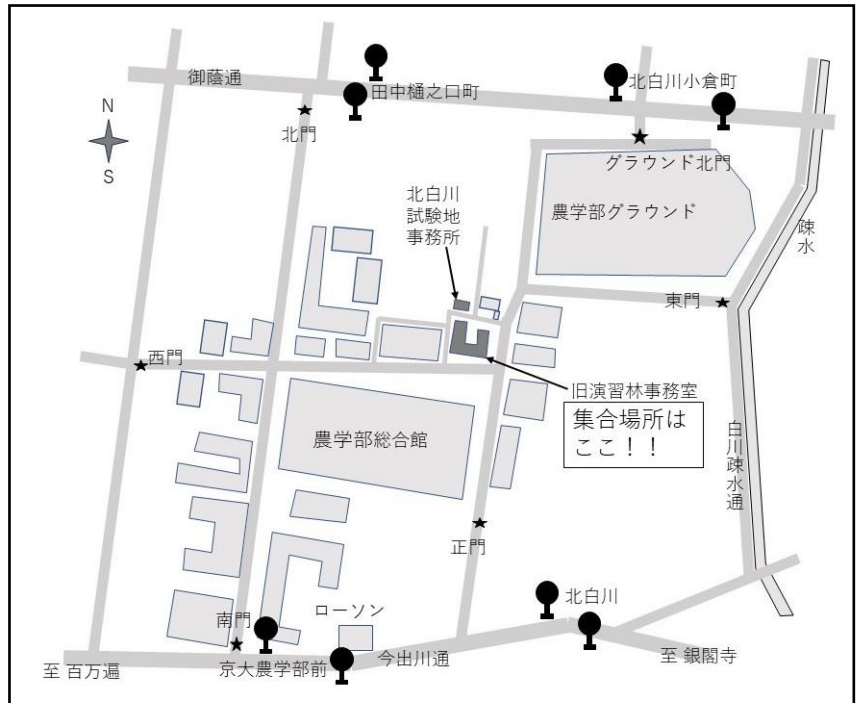 御蔭通
田中樋之口町
北白川小倉町
N
S
北門
グラウンド北門
北白川
試験地
事務所
農学部グラウンド
疎水
東門
西門
旧演習林事務室
集合場所は
ここ！！
農学部総合館
白川疎水通
正門
北白川
ローソン
南門
至 百万遍
京大農学部前
今出川通
至 銀閣寺